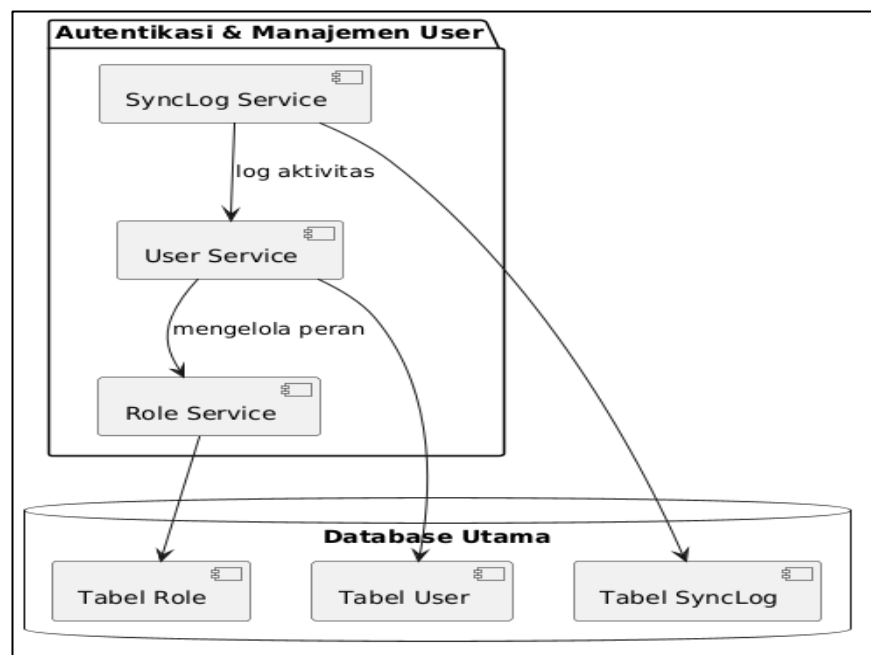 Autentikasi & Manajemen User
SyncLog Service
log aktivitas
User Service
mengelola peran
Role Service
Database Utama
Tabel Role
Tabel User
Tabel SyncLog